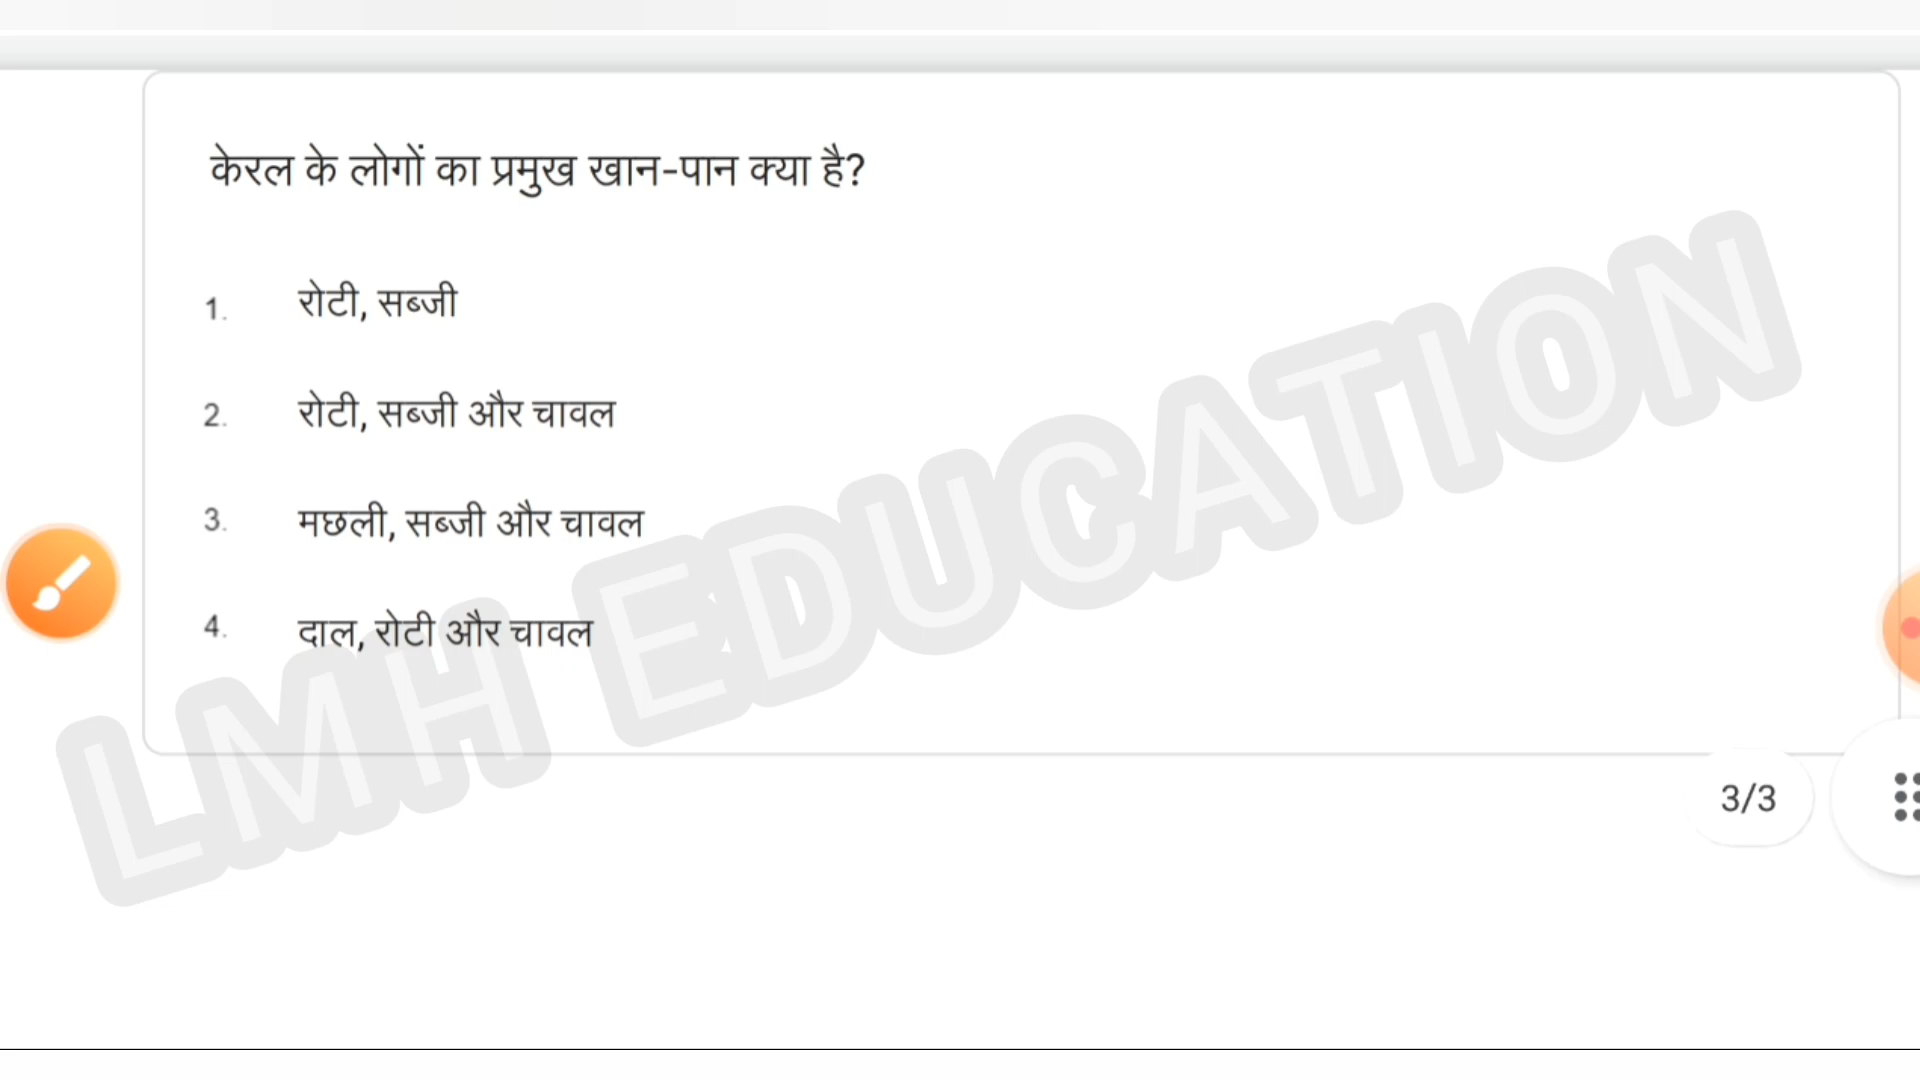 केरल के लोगों का प्रमुख खान-पान क्या है?
1. रोटी, सब्जी
2. रोटी, सब्जी और चावल
3. मछली, सब्जी और चावल
4. दाल, रोटी और चावल
LMH EDUCATION
3/3